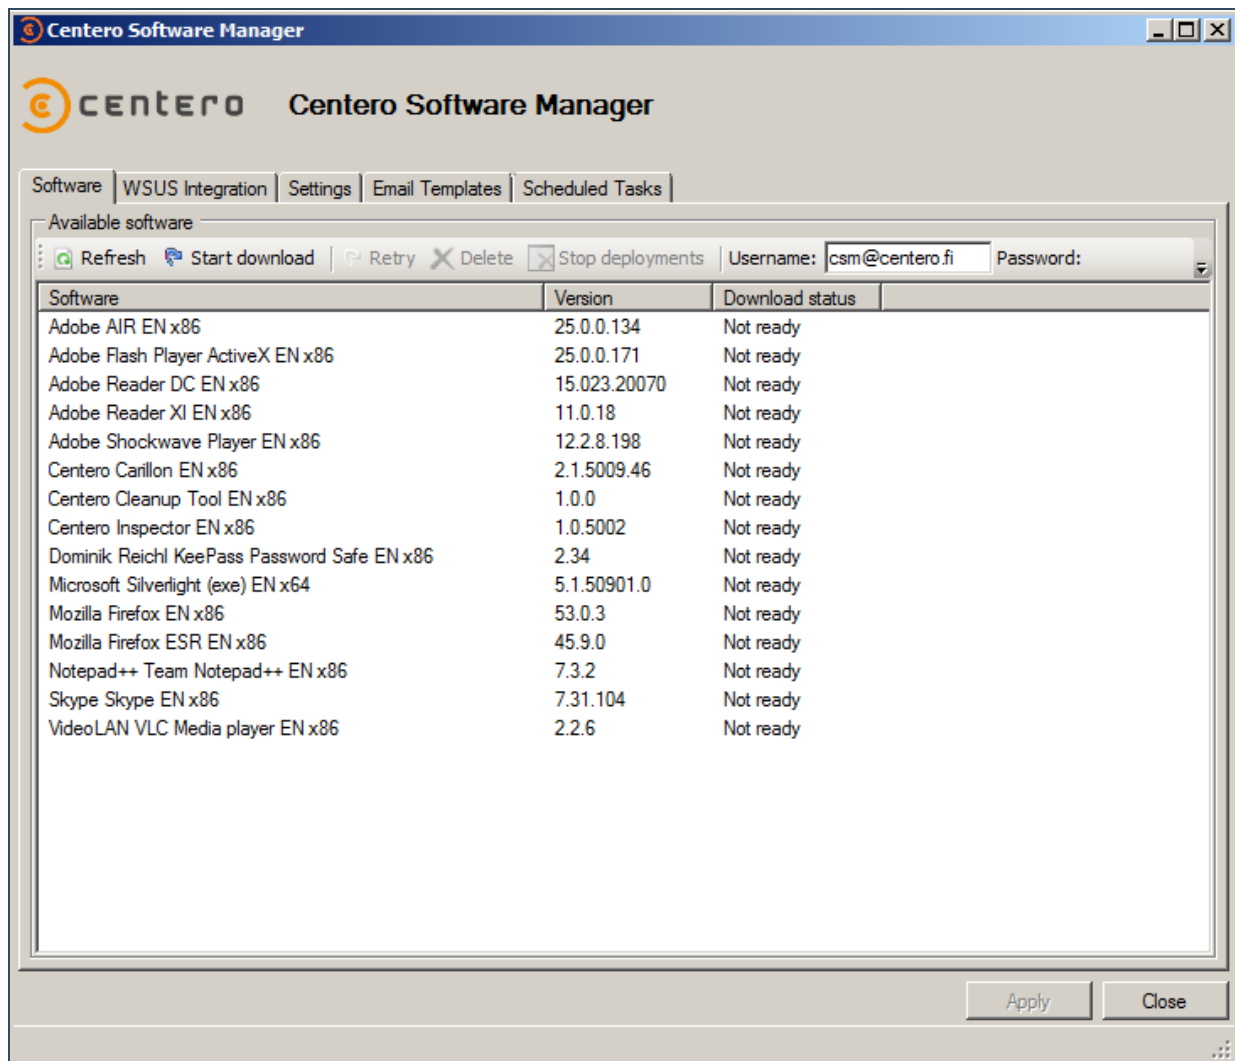 Centero Software Manager
centero Centero Software Manager
Software WSUS Integration Settings Email Templates Scheduled Tasks
Available software
Refresh Start download Retry Delete Stop deployments Username: csm@centero.fi Password:
Software Version Download status
Adobe AIR EN x86 25.0.0.134 Not ready
Adobe Flash Player ActiveX EN x86 25.0.0.171 Not ready
Adobe Reader DC EN x86 15.023.20070 Not ready
Adobe Reader XI EN x86 11.0.18 Not ready
Adobe Shockwave Player EN x86 12.2.8.198 Not ready
Centero Carillon EN x86 2.1.5009.46 Not ready
Centero Cleanup Tool EN x86 1.0.0 Not ready
Centero Inspector EN x86 1.0.5002 Not ready
Dominik Reichl KeePass Password Safe EN x86 2.34 Not ready
Microsoft Silverlight (exe) EN x64 5.1.50901.0 Not ready
Mozilla Firefox EN x86 53.0.3 Not ready
Mozilla Firefox ESR EN x86 45.9.0 Not ready
Notepad++ Team Notepad++ EN x86 7.3.2 Not ready
Skype Skype EN x86 7.31.104 Not ready
VideoLAN VLC Media player EN x86 2.2.6 Not ready
Apply Close